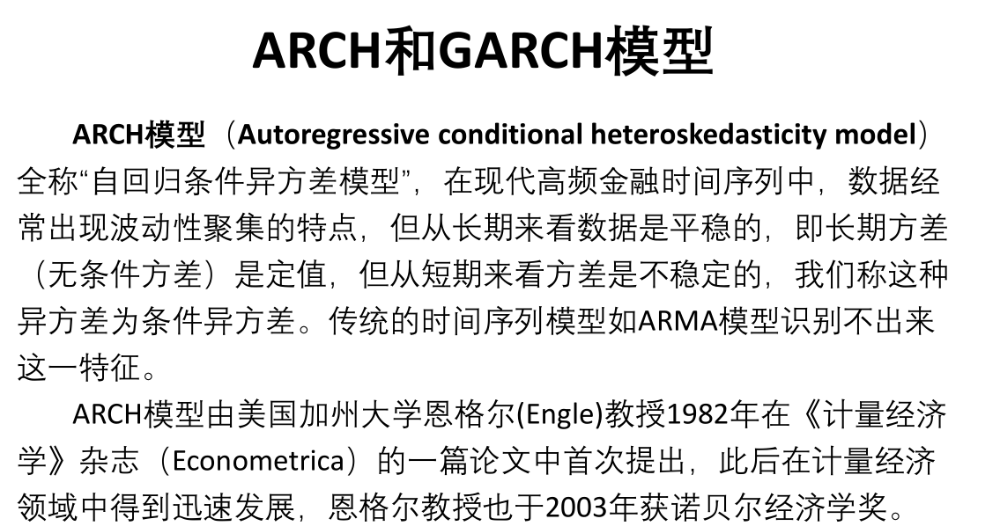 ARCH和GARCH模型
ARCH模型（Autoregressive conditional heteroskedasticity model）
全称“自回归条件异方差模型”，在现代高频金融时间序列中，数据经
常出现波动性聚集的特点，但从长期来看数据是平稳的，即长期方差
（无条件方差）是定值，但从短期来看方差是不稳定的，我们称这种
异方差为条件异方差。传统的时间序列模型如ARMA模型识别不出来
这一特征。
ARCH模型由美国加州大学恩格尔(Engle)教授1982年在《计量经济
学》杂志（Econometrica）的一篇论文中首次提出，此后在计量经济
领域中得到迅速发展，恩格尔教授也于2003年获诺贝尔经济学奖。